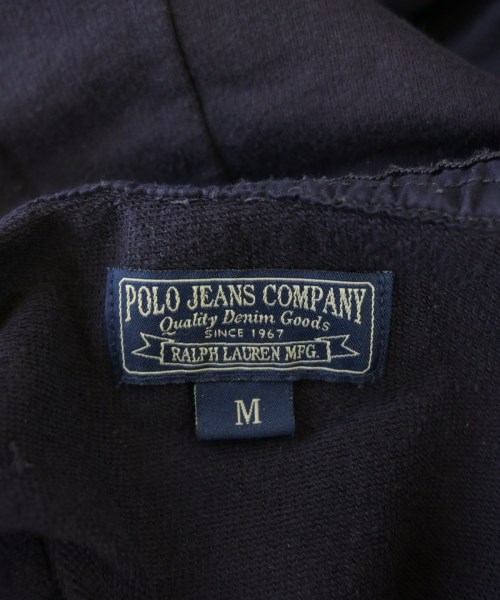 POLO JEANS COMPANY
Quality Denim Goods
SINCE 1967
RALPH LAUREN MFG.
M